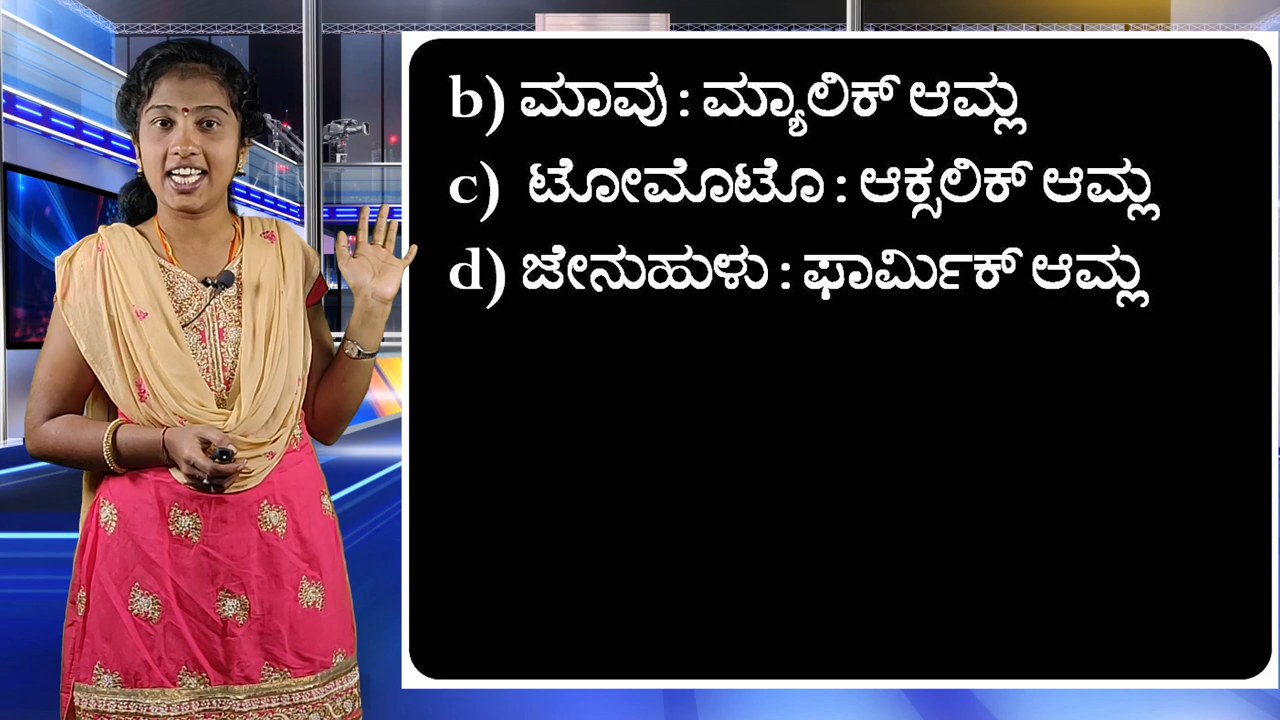 b) ಮಾವು : ಮ್ಯಾಲಿಕ್ ಆಮ್ಲ
c) ಟೋಮೊಟೊ : ಆಕ್ಸಲಿಕ್ ಆಮ್ಲ
d) ಜೇನುಹುಳು : ಫಾರ್ಮಿಕ್ ಆಮ್ಲ